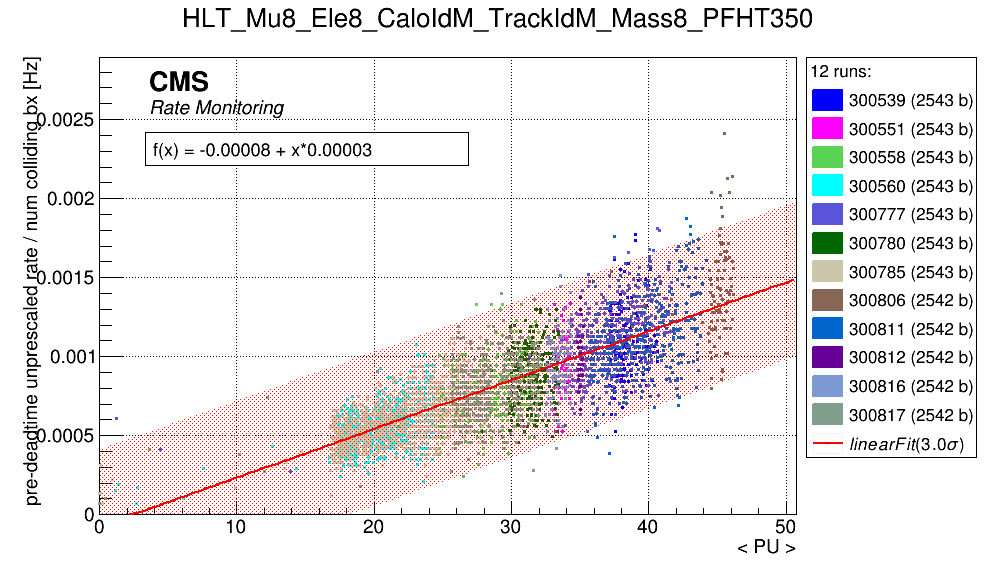 HLT_Mu8_Ele8_CaloIdM_TrackIdM_Mass8_PFHT350
pre-deadtime unprescaled rate / num colliding bx [Hz]
CMS
Rate Monitoring
f(x) = -0.00008 + x*0.00003
0.0025
0.002
0.0015
0.001
0.0005
0
0 10 20 30 40 50
< PU >
12 runs:
300539 (2543 b)
300551 (2543 b)
300558 (2543 b)
300560 (2543 b)
300777 (2543 b)
300780 (2543 b)
300785 (2543 b)
300806 (2542 b)
300811 (2542 b)
300812 (2542 b)
300816 (2542 b)
300817 (2542 b)
linearFit(3.0σ)